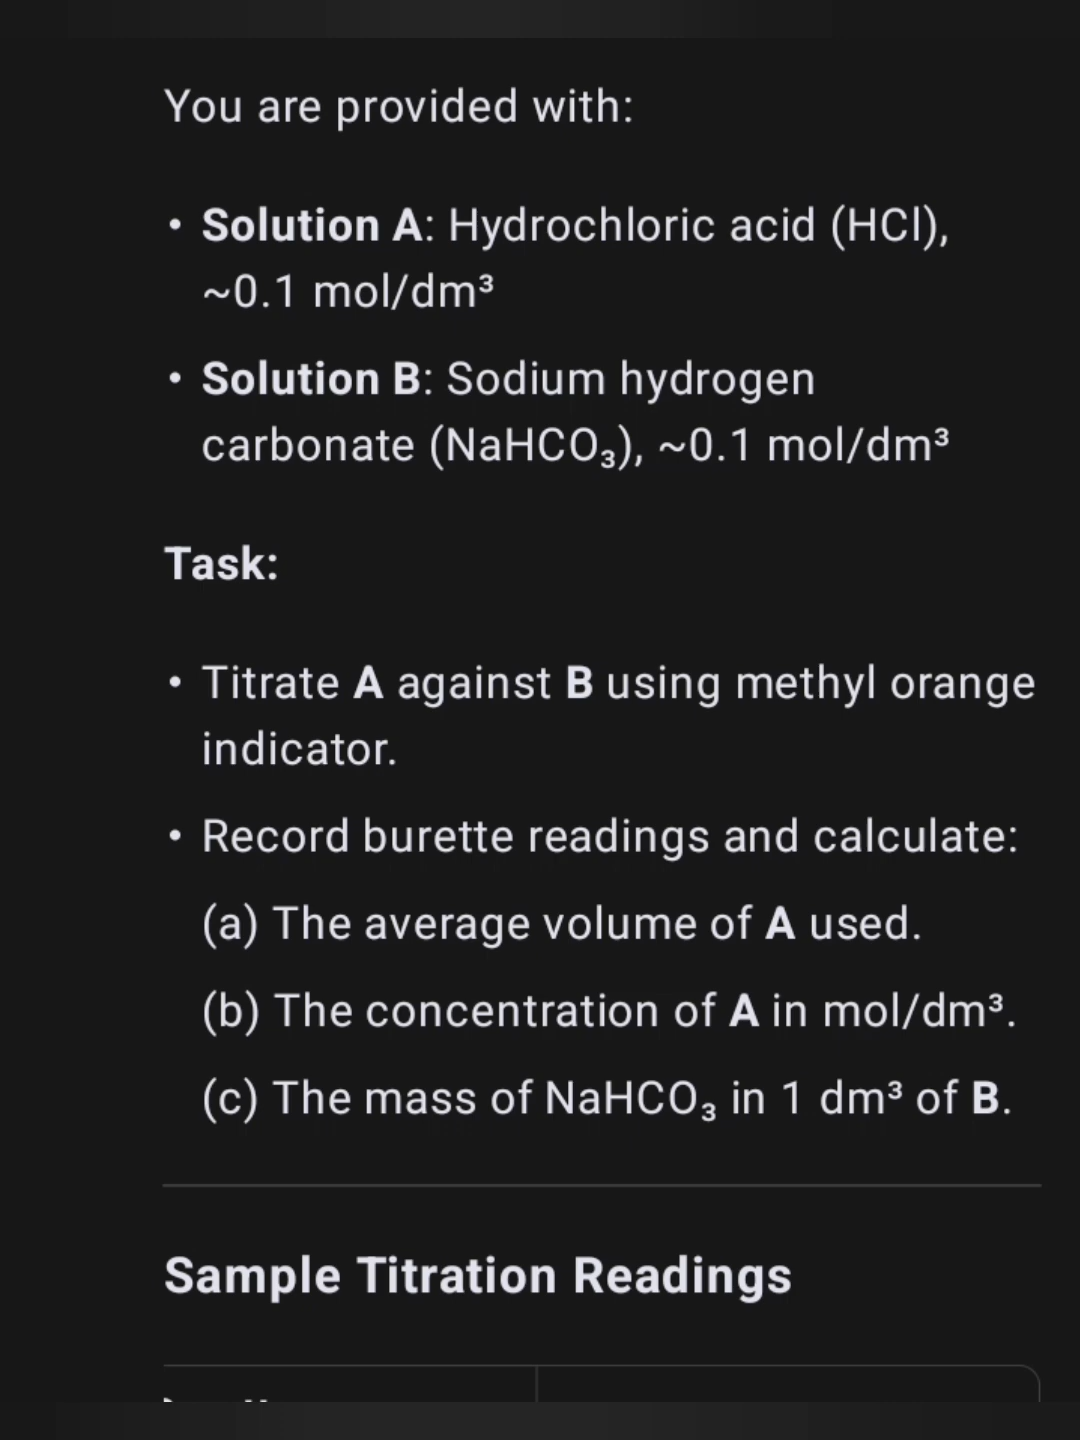 You are provided with:
• Solution A: Hydrochloric acid (HCl),
~0.1 mol/dm³
• Solution B: Sodium hydrogen
carbonate (NaHCO₃), ~0.1 mol/dm³
Task:
• Titrate A against B using methyl orange
indicator.
• Record burette readings and calculate:
(a) The average volume of A used.
(b) The concentration of A in mol/dm³.
(c) The mass of NaHCO₃ in 1 dm³ of B.
Sample Titration Readings